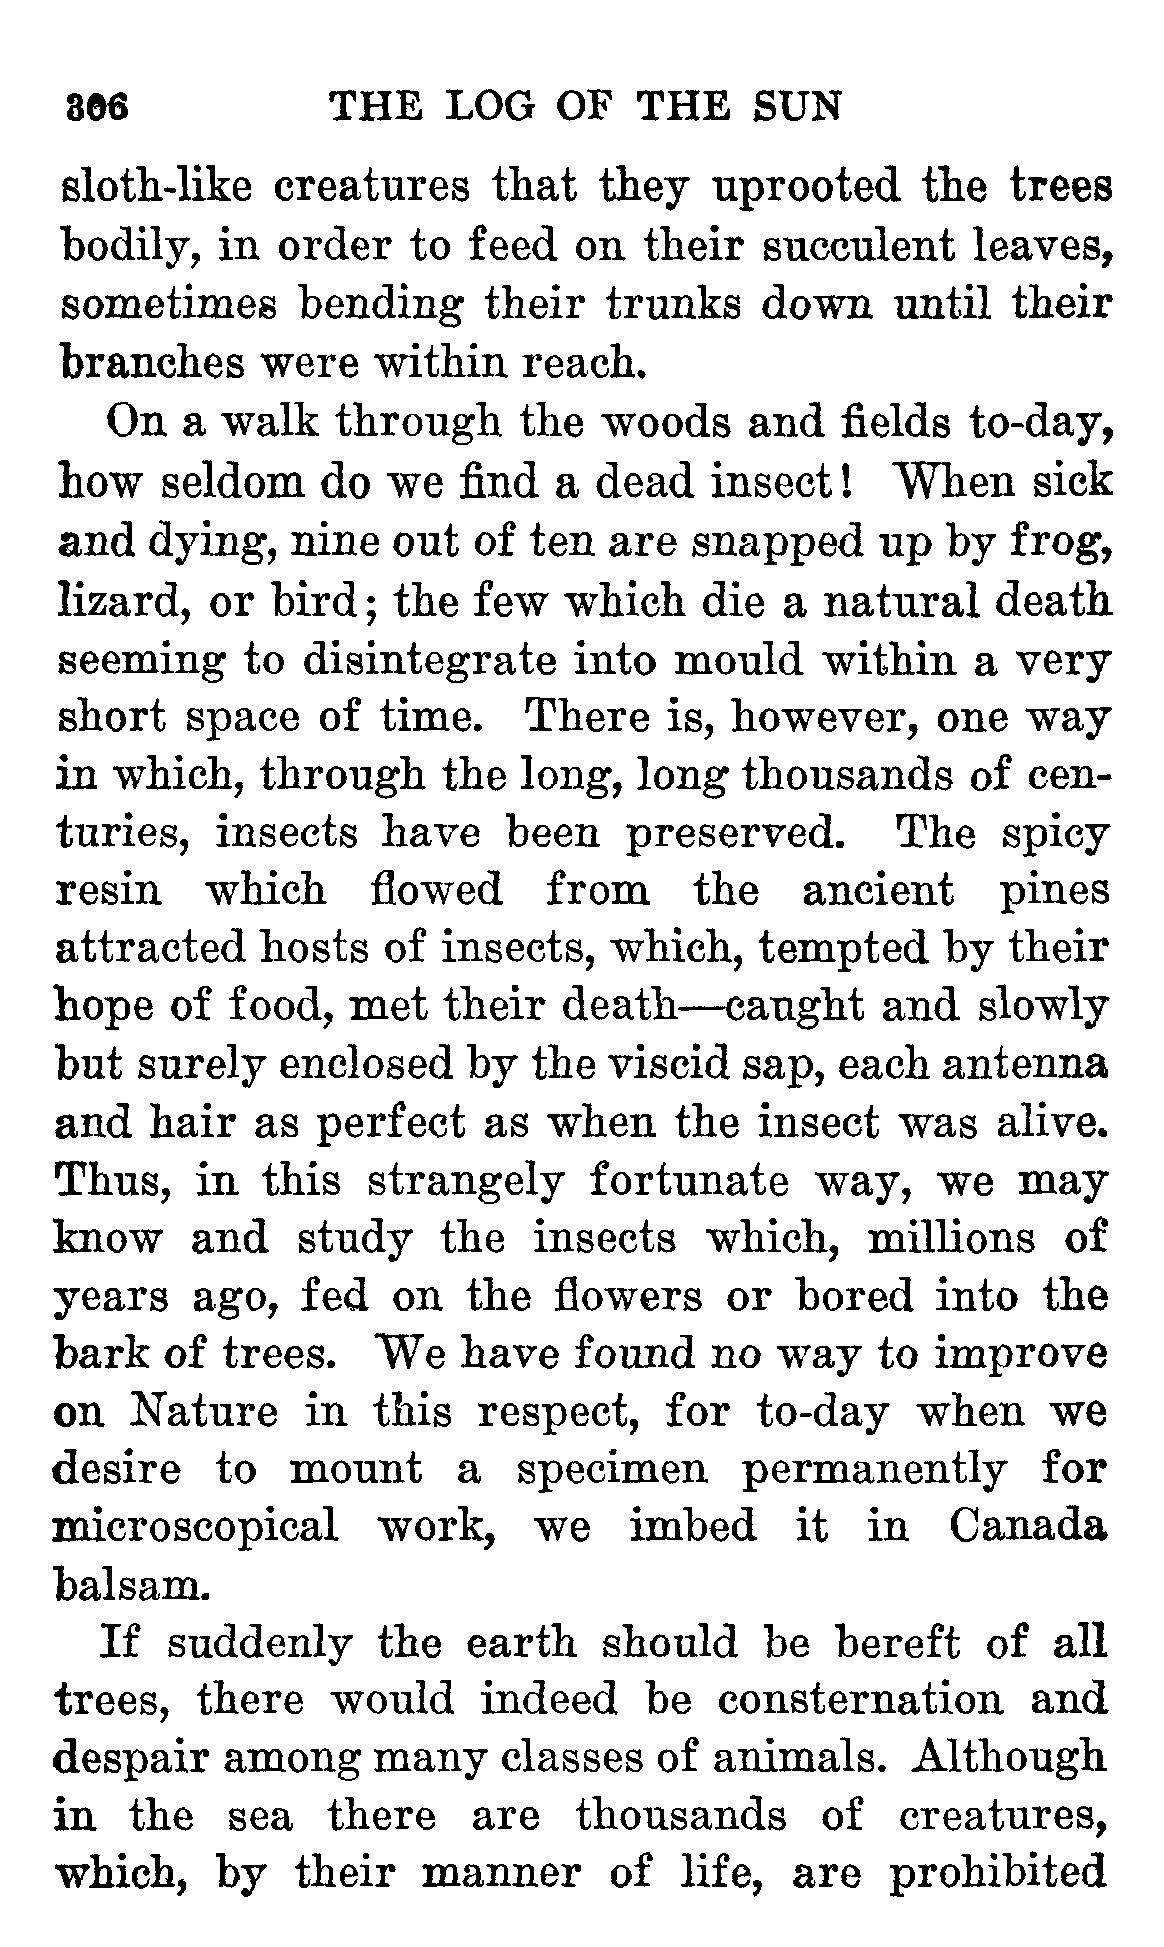 306 THE LOG OF THE SUN
sloth-like creatures that they uprooted the trees
bodily, in order to feed on their succulent leaves,
sometimes bending their trunks down until their
branches were within reach.
On a walk through the woods and fields to-day,
how seldom do we find a dead insect! When sick
and dying, nine out of ten are snapped up by frog,
lizard, or bird; the few which die a natural death
seeming to disintegrate into mould within a very
short space of time. There is, however, one way
in which, through the long, long thousands of cen-
turies, insects have been preserved. The spicy
resin which flowed from the ancient pines
attracted hosts of insects, which, tempted by their
hope of food, met their death—caught and slowly
but surely enclosed by the viscid sap, each antenna
and hair as perfect as when the insect was alive.
Thus, in this strangely fortunate way, we may
know and study the insects which, millions of
years ago, fed on the flowers or bored into the
bark of trees. We have found no way to improve
on Nature in this respect, for to-day when we
desire to mount a specimen permanently for
microscopical work, we imbed it in Canada
balsam.
If suddenly the earth should be bereft of all
trees, there would indeed be consternation and
despair among many classes of animals. Although
in the sea there are thousands of creatures,
which, by their manner of life, are prohibited